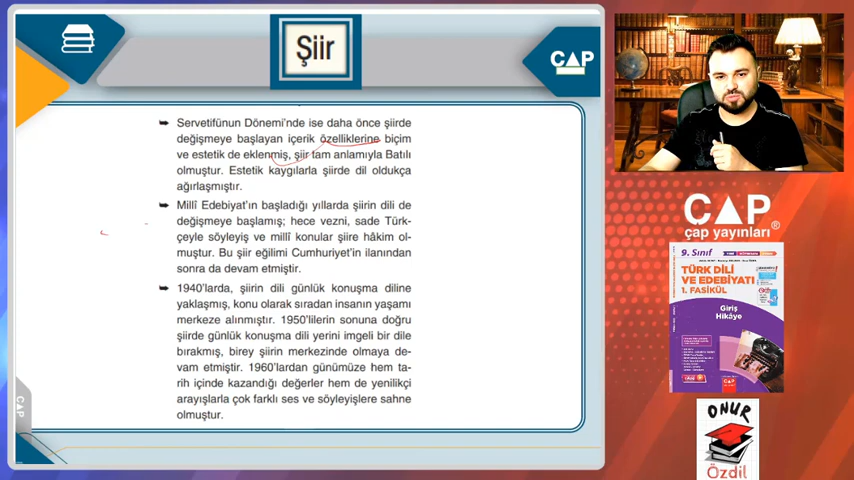 Şiir
ÇAP
Servetifünun Dönemi'nde ise daha önce şiirde
değişmeye başlayan içerik özelliklerine biçim
ve estetik de eklenmiş, şiir tam anlamıyla Batılı
olmuştur. Estetik kaygılarla şiirde dil oldukça
ağırlaşmıştır.
Millî Edebiyat'ın başladığı yıllarda şiirin dili de
değişmeye başlamış; hece vezni, sade Türk-
çeyle söyleyiş ve millî konular şiire hâkim ol-
muştur. Bu şiir eğilimi Cumhuriyet'in ilanından
sonra da devam etmiştir.
1940'larda, şiirin dili günlük konuşma diline
yaklaşmış, konu olarak sıradan insanın yaşamı
merkeze alınmıştır. 1950'lilerin sonuna doğru
şiirde günlük konuşma dili yerini imgeli bir dile
bırakmış, birey şiirin merkezinde olmaya de-
vam etmiştir. 1960'lardan günümüze hem ta-
rih içinde kazandığı değerler hem de yenilikçi
arayışlarla çok farklı ses ve söyleyişlere sahne
olmuştur.
ÇAP
ÇAP
çap yayınları®
9. Sınıf
TÜRK DİLİ
VE EDEBİYATI
1. FASİKÜL
Giriş
Hikâye
ÇAP
ONUR
Özdil